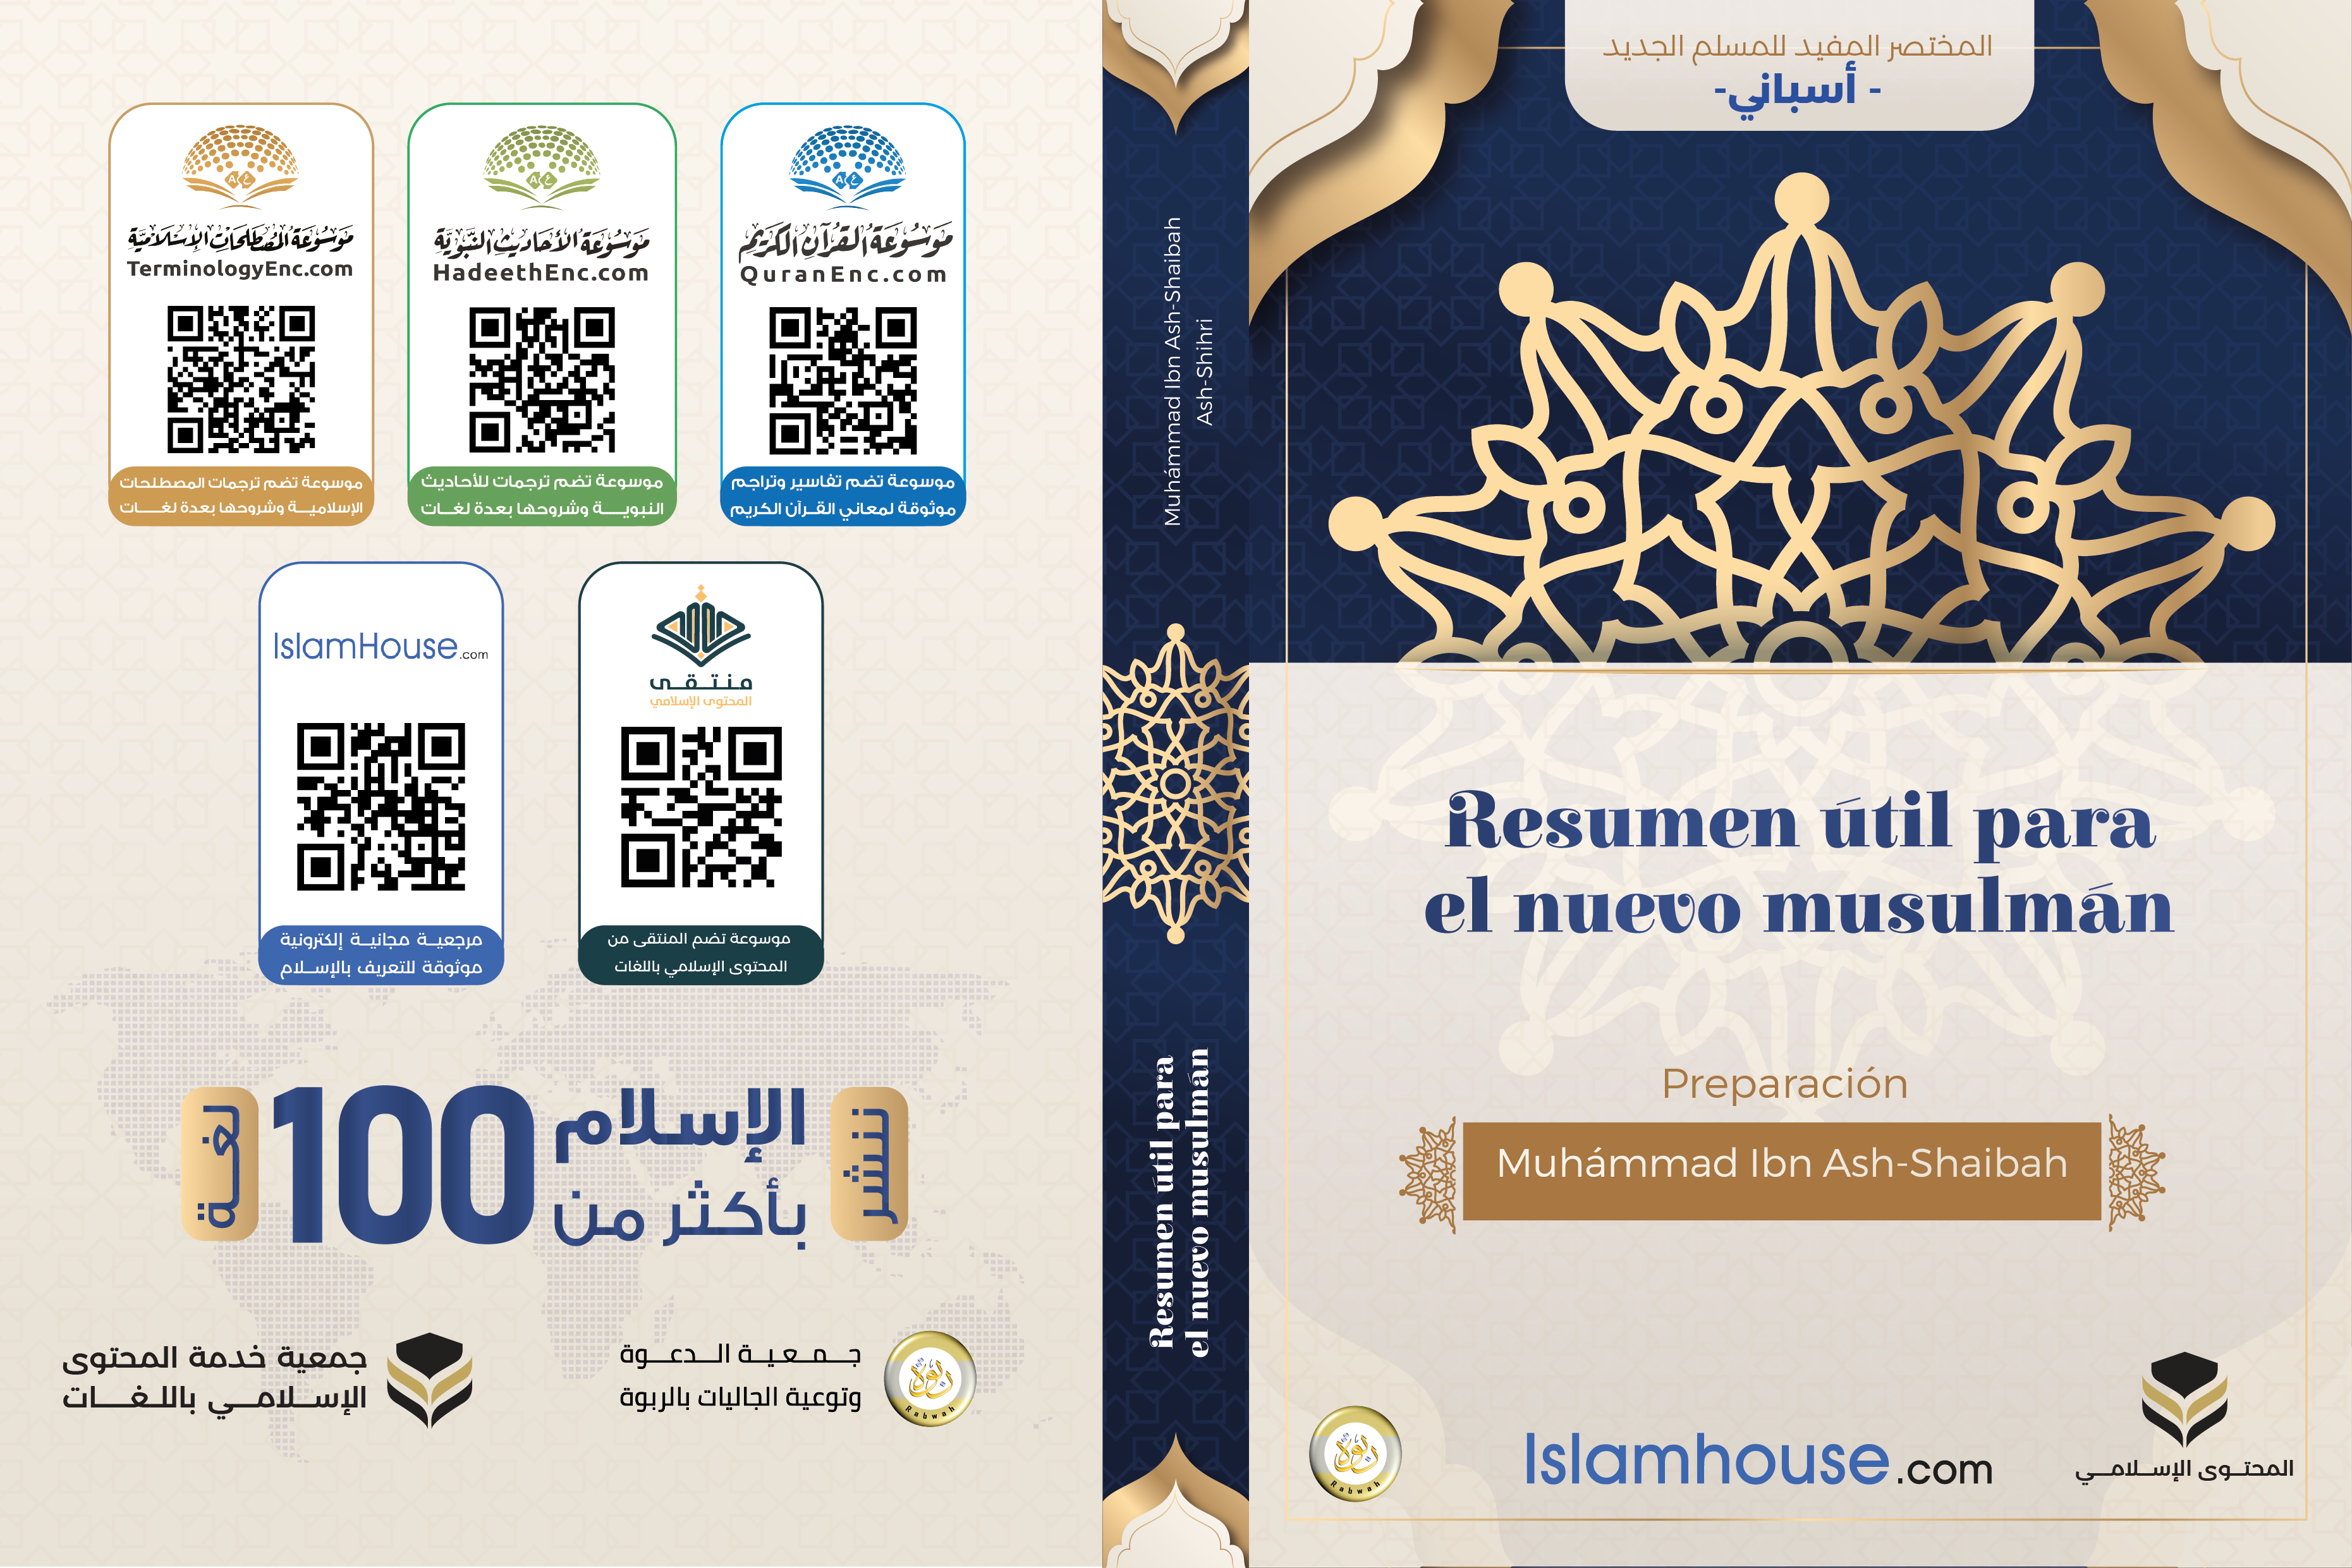 المختصر المفيد للمسلم الجديد
- أسباني-
Resumen útil para
el nuevo musulmán
Preparación
Muhámmad Ibn Ash-Shaibah
Rabwah
Islamhouse.com
المحتوى الإسلامي
Muhámmad Ibn Ash-Shaibah
Ash-Shihri
Resumen útil para
el nuevo musulmán
موسوعة القرآن الكريم
QuranEnc.com
موسوعة تضم تفاسير وتراجم
موثوقة لمعاني القرآن الكريم
موسوعة الأحاديث النبوية
HadeethEnc.com
موسوعة تضم ترجمات للأحاديث
النبوية وشروحها بعدة لغات
موسوعة المصطلحات الإسلامية
TerminologyEnc.com
موسوعة تضم ترجمات المصطلحات
الإسلامية وشروحها بعدة لغات
منتقى
المحتوى الإسلامي
موسوعة تضم المنتقى من
المحتوى الإسلامي باللغات
IslamHouse.com
مرجعية مجانية إلكترونية
موثوقة للتعريف بالإسلام
ننشر
الإسلام
بأكثر من
100
لغة
جمعية الدعوة
وتوعية الجاليات بالربوة
Rabwah
جمعية خدمة المحتوى
الإسلامي باللغات